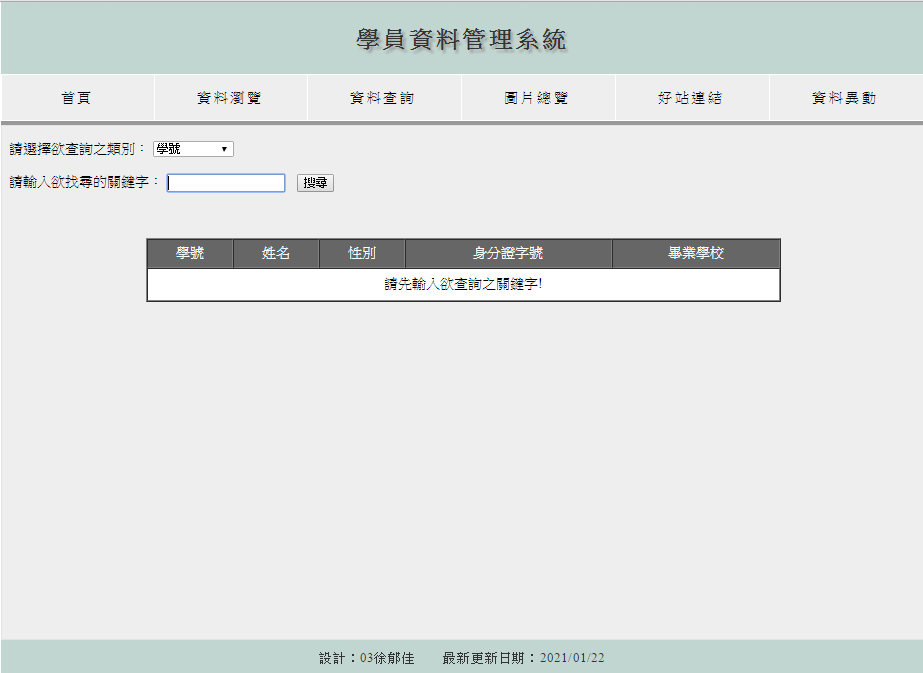 學員資料管理系統
首頁 資料瀏覽 資料查詢 圖片總覽 好站連結 資料異動
請選擇欲查詢之類別： 學號
請輸入欲找尋的關鍵字： 搜尋
學號 姓名 性別 身分證字號 畢業學校
請先輸入欲查詢之關鍵字!
設計：03徐郁佳 最新更新日期：2021/01/22